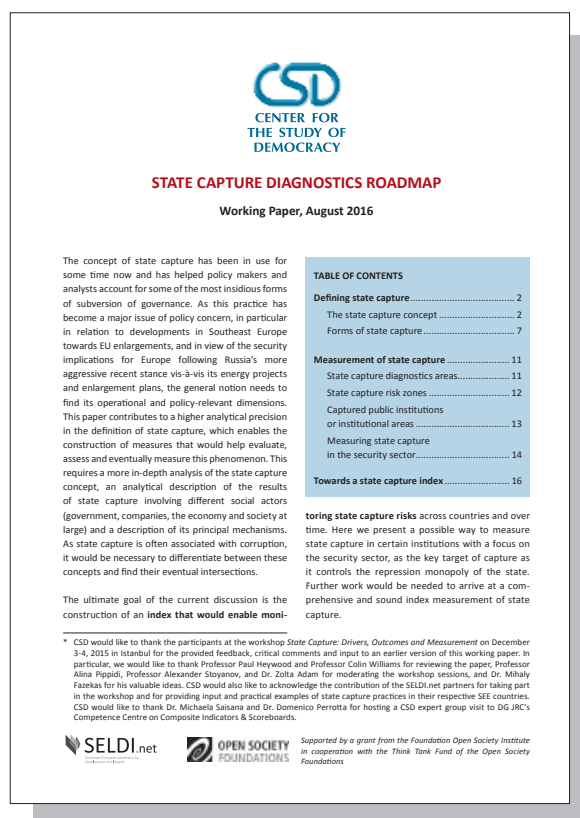 CSD
CENTER FOR
THE STUDY OF
DEMOCRACY
STATE CAPTURE DIAGNOSTICS ROADMAP
Working Paper, August 2016
The concept of state capture has been in use for
some time now and has helped policy makers and
analysts account for some of the most insidious forms
of subversion of governance. As this practice has
become a major issue of policy concern, in particular
in relation to developments in Southeast Europe
towards EU enlargements, and in view of the security
implications for Europe following Russia's more
aggressive recent stance vis-à-vis its energy projects
and enlargement plans, the general notion needs to
find its operational and policy-relevant dimensions.
This paper contributes to a higher analytical precision
in the definition of state capture, which enables the
construction of measures that would help evaluate,
assess and eventually measure this phenomenon. This
requires a more in-depth analysis of the state capture
concept, an analytical description of the results
of state capture involving different social actors
(government, companies, the economy and society at
large) and a description of its principal mechanisms.
As state capture is often associated with corruption,
it would be necessary to differentiate between these
concepts and find their eventual intersections.
The ultimate goal of the current discussion is the
construction of an index that would enable moni-
TABLE OF CONTENTS
Defining state capture....................................... 2
The state capture concept ............................ 2
Forms of state capture ................................. 7
Measurement of state capture ......................... 11
State capture diagnostics areas..................... 11
State capture risk zones ................................ 12
Captured public institutions
or institutional areas ................................... 13
Measuring state capture
in the security sector.................................... 14
Towards a state capture index .......................... 16
toring state capture risks across countries and over
time. Here we present a possible way to measure
state capture in certain institutions with a focus on
the security sector, as the key target of capture as
it controls the repression monopoly of the state.
Further work would be needed to arrive at a com-
prehensive and sound index measurement of state
capture.
* CSD would like to thank the participants at the workshop State Capture: Drivers, Outcomes and Measurement on December
3-4, 2015 in Istanbul for the provided feedback, critical comments and input to an earlier version of this working paper. In
particular, we would like to thank Professor Paul Heywood and Professor Colin Williams for reviewing the paper, Professor
Alina Pippidi, Professor Alexander Stoyanov, and Dr. Zolta Adam for moderating the workshop sessions, and Dr. Mihaly
Fazekas for his valuable ideas. CSD would also like to acknowledge the contribution of the SELDI.net partners for taking part
in the workshop and for providing input and practical examples of state capture practices in their respective SEE countries.
CSD would like to thank Dr. Michaela Saisana and Dr. Domenico Perrotta for hosting a CSD expert group visit to DG JRC's
Competence Centre on Composite Indicators & Scoreboards.
SELDI.net
Southeast European Leadership for
Development and Integrity
OPEN SOCIETY
FOUNDATIONS
Supported by a grant from the Foundation Open Society Institute
in cooperation with the Think Tank Fund of the Open Society
Foundations